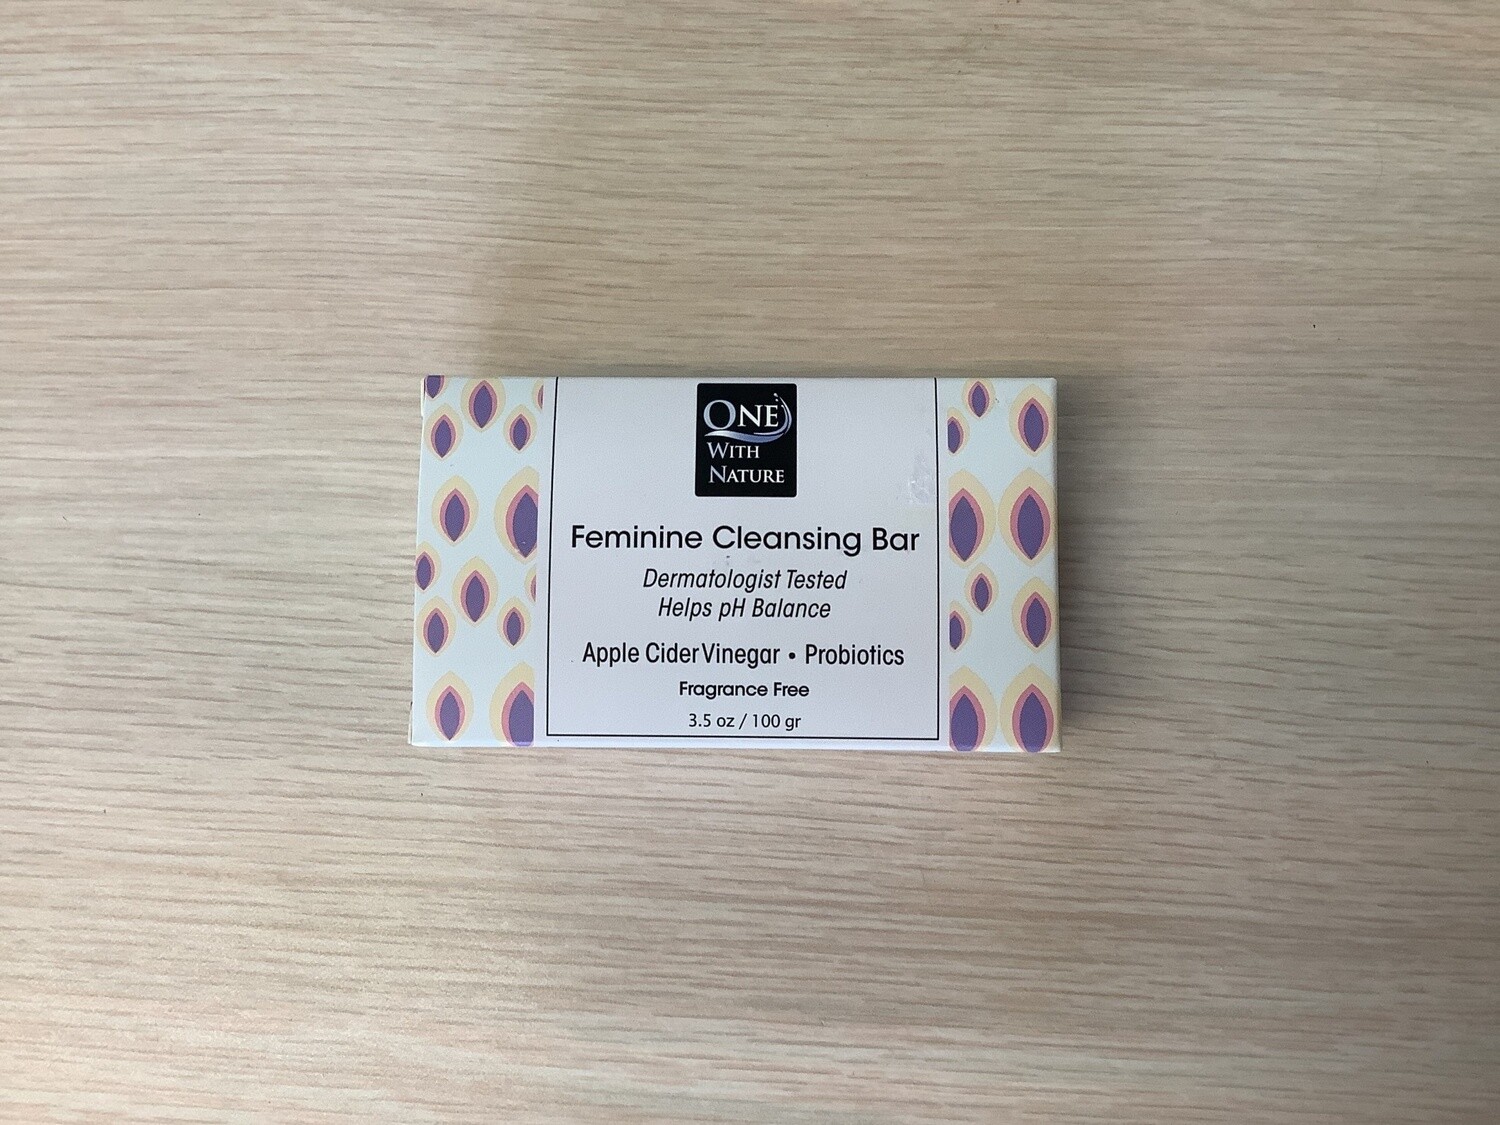 ONE
WITH
NATURE
Feminine Cleansing Bar
Dermatologist Tested
Helps pH Balance
Apple Cider Vinegar • Probiotics
Fragrance Free
3.5 oz / 100 gr